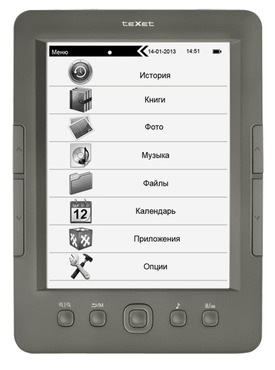 teXet
Меню 14-01-2013 14:51
История
Книги
Фото
Музыка
Файлы
12
Календарь
Приложения
Опции